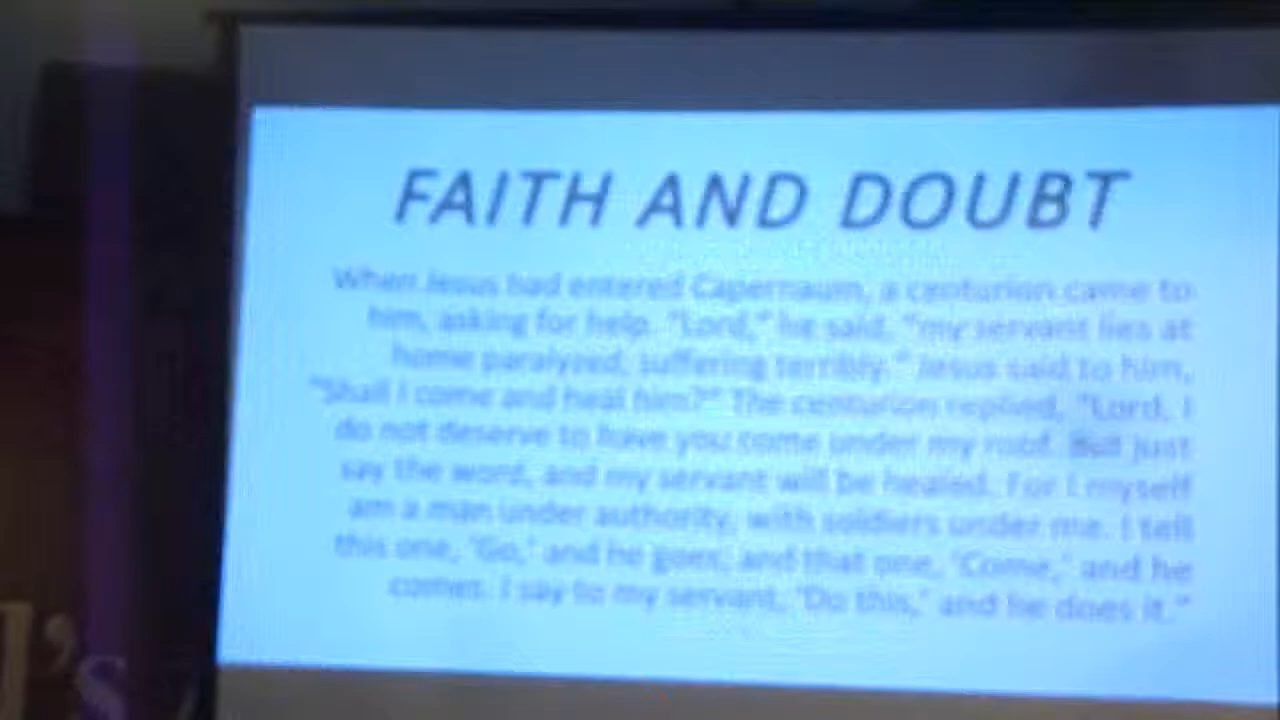 FAITH AND DOUBT
When Jesus had entered Capernaum, a centurion came to
him, asking for help. "Lord," he said, "my servant lies at
home paralyzed, suffering terribly." Jesus said to him,
"Shall I come and heal him?" The centurion replied, "Lord, I
do not deserve to have you come under my roof. But just
say the word, and my servant will be healed. For I myself
am a man under authority, with soldiers under me. I tell
this one, 'Go,' and he goes; and that one, 'Come,' and he
comes. I say to my servant, 'Do this,' and he does it."